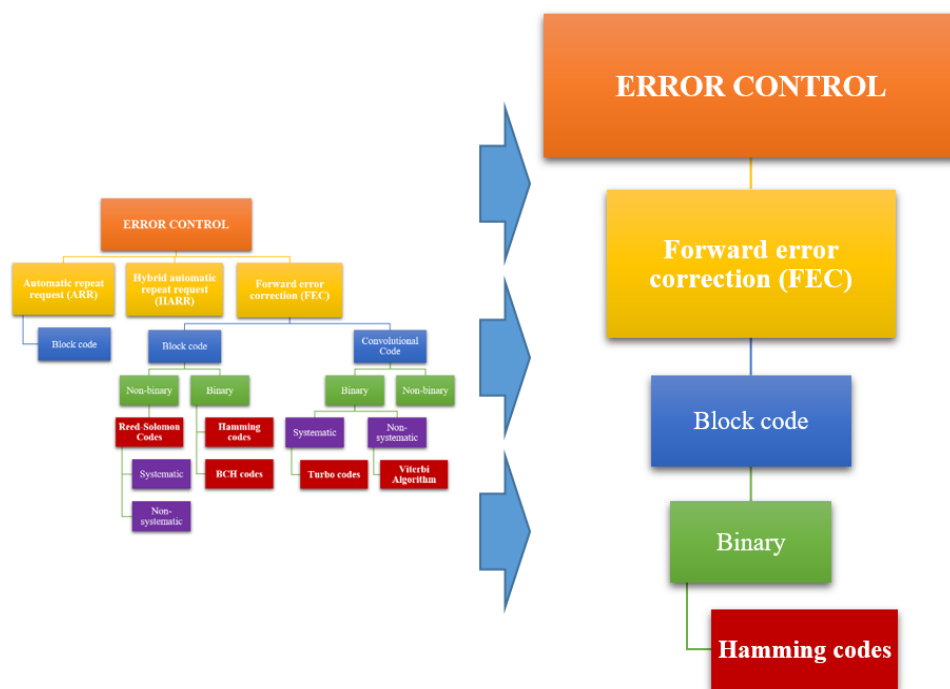 ERROR CONTROL
Automatic repeat
request (ARR)
Hybrid automatic
repeat request (HARR)
Forward error
correction (FEC)
Block code
Block code
Convolutional
Code
Non-binary
Binary
Binary
Non-binary
Reed-Solomon
Codes
Hamming
codes
Systematic
Non-
systematic
Systematic
BCH codes
Turbo codes
Viterbi
Algorithm
Non-
systematic
ERROR CONTROL
Forward error
correction (FEC)
Block code
Binary
Hamming codes